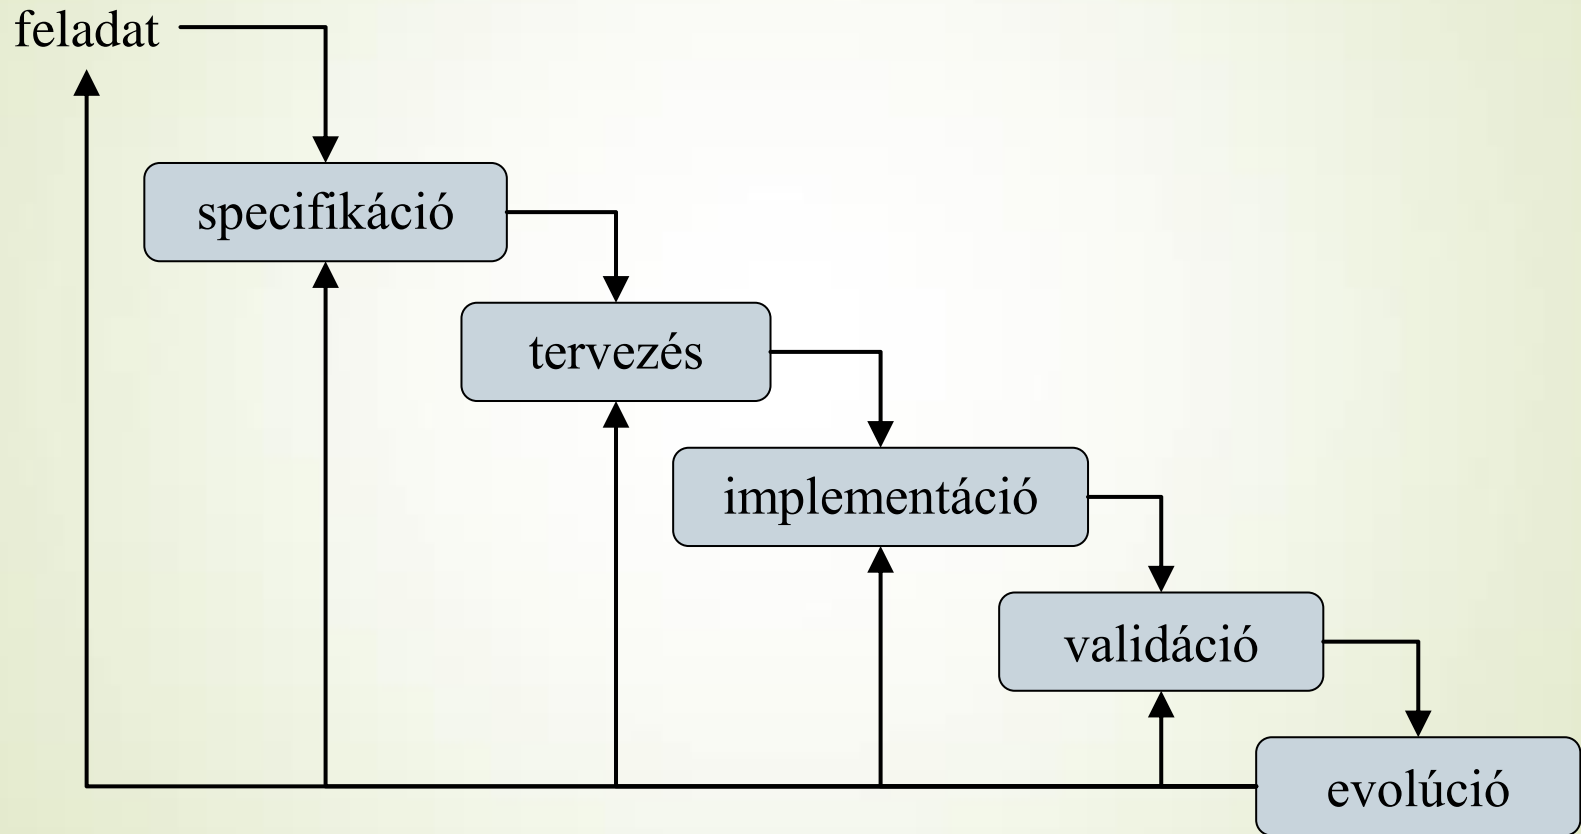 feladat
specifikáció
tervezés
implementáció
validáció
evolúció